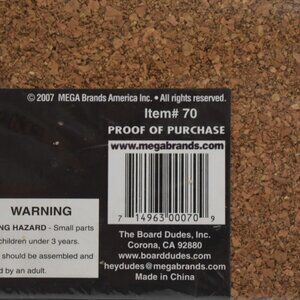 © 2007 MEGA Brands America Inc. • All rights reserved.
Item# 70
PROOF OF PURCHASE
www.megabrands.com
7 14963 00070 9
The Board Dudes, Inc.
Corona, CA 92880
www.boarddudes.com
heydudes@megabrands.com
Made in China
WARNING
NG HAZARD - Small parts
children under 3 years.
should be assembled and
d by an adult.